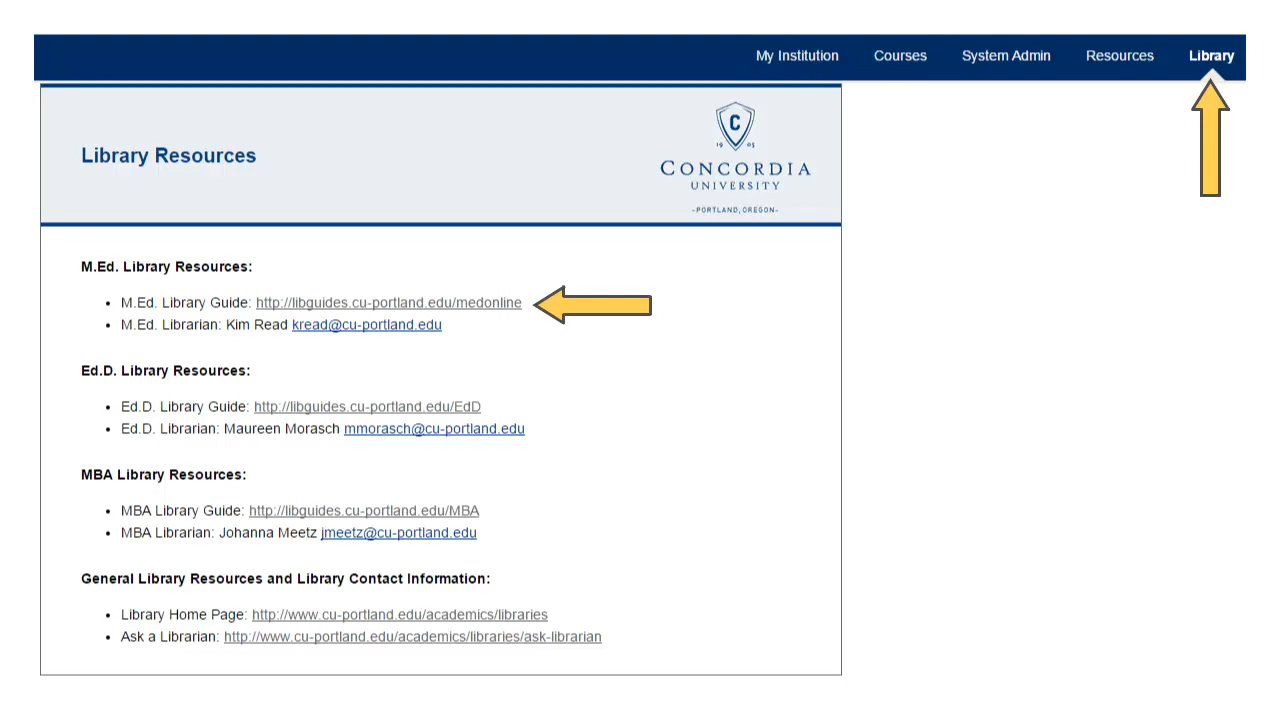 My Institution Courses System Admin Resources Library
Library Resources
C
19 05
CONCORDIA
UNIVERSITY
-PORTLAND, OREGON-
M.Ed. Library Resources:
• M.Ed. Library Guide: http://libguides.cu-portland.edu/medonline
• M.Ed. Librarian: Kim Read kread@cu-portland.edu
Ed.D. Library Resources:
• Ed.D. Library Guide: http://libguides.cu-portland.edu/EdD
• Ed.D. Librarian: Maureen Morasch mmorasch@cu-portland.edu
MBA Library Resources:
• MBA Library Guide: http://libguides.cu-portland.edu/MBA
• MBA Librarian: Johanna Meetz jmeetz@cu-portland.edu
General Library Resources and Library Contact Information:
• Library Home Page: http://www.cu-portland.edu/academics/libraries
• Ask a Librarian: http://www.cu-portland.edu/academics/libraries/ask-librarian